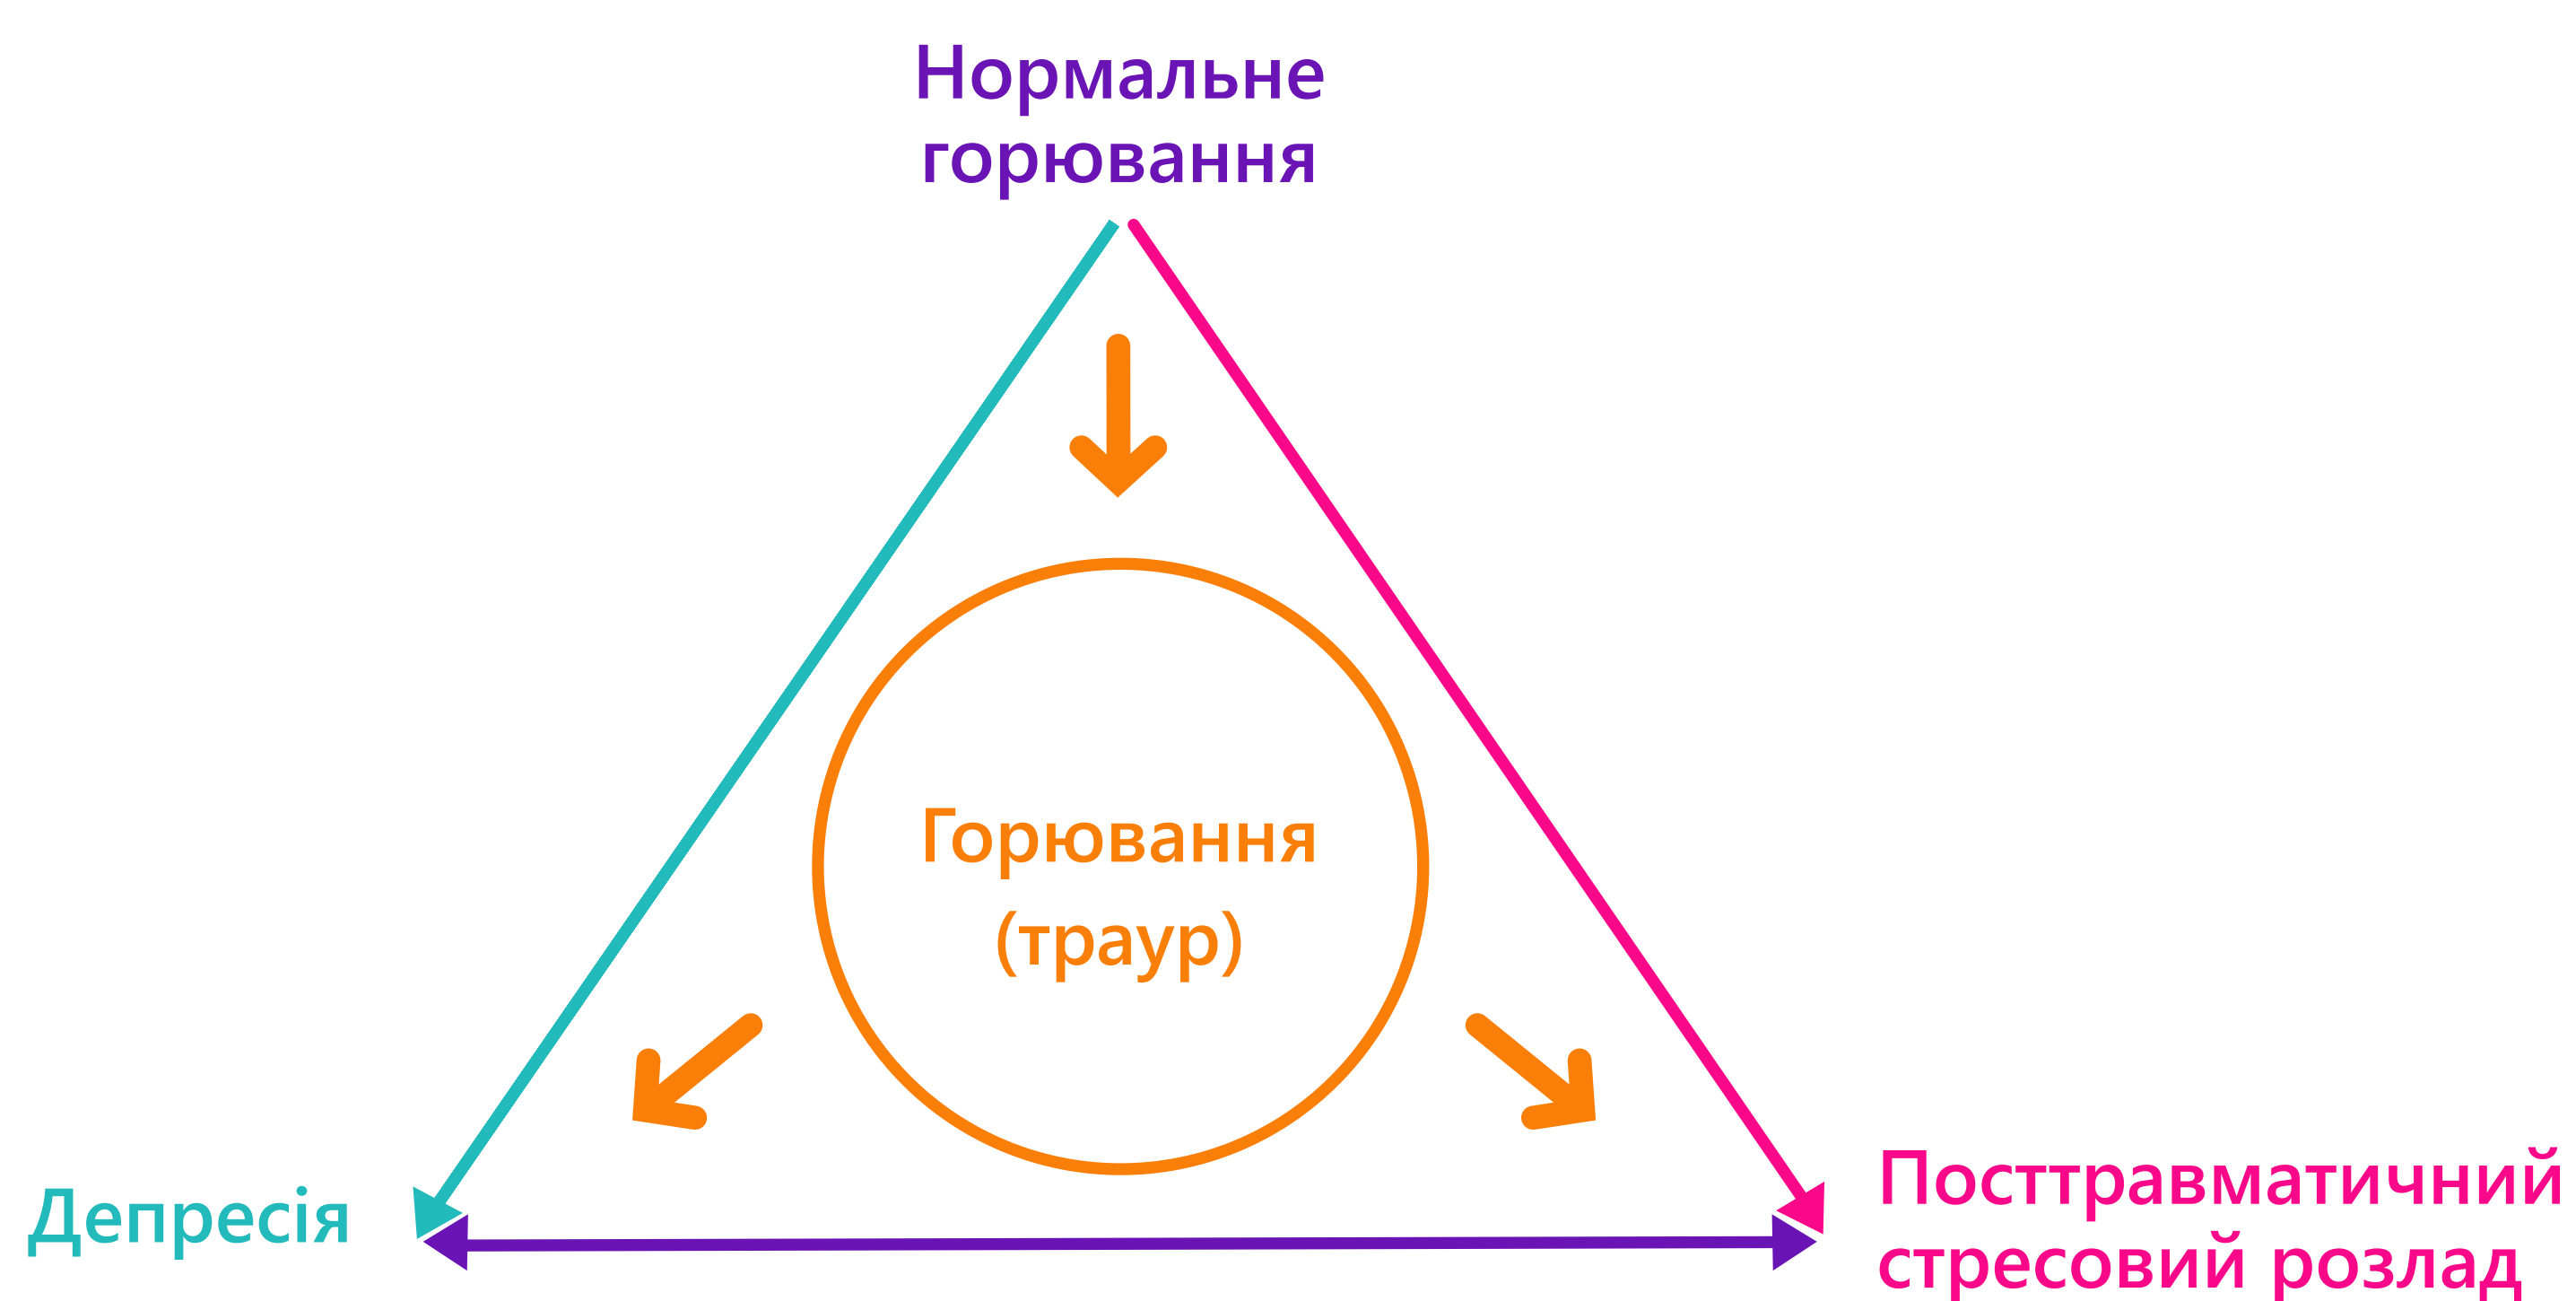 Нормальне
горювання
Горювання
(траур)
Депресія
Посттравматичний
стресовий розлад